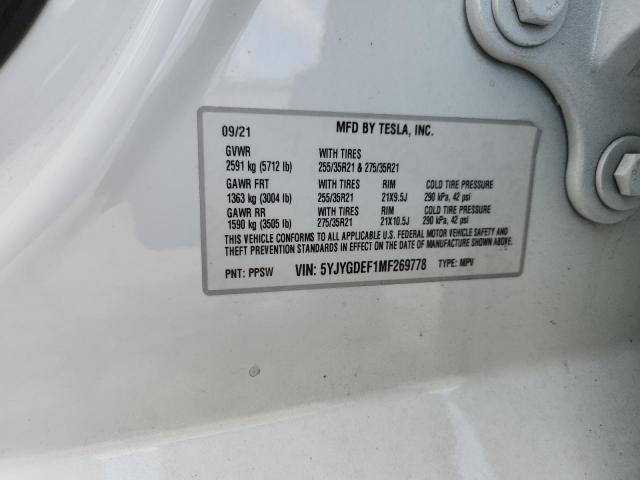 09/21 MFD BY TESLA, INC.
GVWR WITH TIRES
2591 kg (5712 lb) 255/35R21 & 275/35R21
GAWR FRT WITH TIRES RIM COLD TIRE PRESSURE
1363 kg (3004 lb) 255/35R21 21X9.5J 290 kPa, 42 psi
GAWR RR WITH TIRES RIM COLD TIRE PRESSURE
1590 kg (3505 lb) 275/35R21 21X10.5J 290 kPa, 42 psi
THIS VEHICLE CONFORMS TO ALL APPLICABLE U.S. FEDERAL MOTOR VEHICLE SAFETY AND
THEFT PREVENTION STANDARDS IN EFFECT ON THE DATE OF MANUFACTURE SHOWN ABOVE.
PNT: PPSW VIN: 5YJYGDEF1MF269778 TYPE: MPV